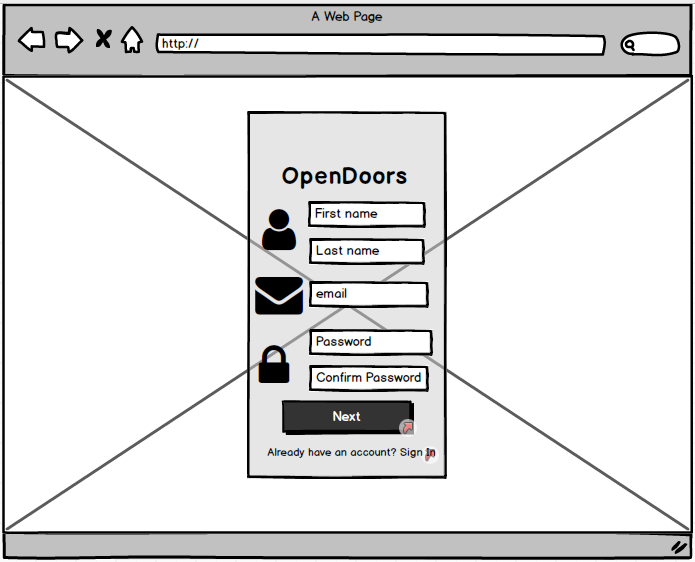 A Web Page
http://
OpenDoors
First name
Last name
email
Password
Confirm Password
Next
Already have an account? Sign In